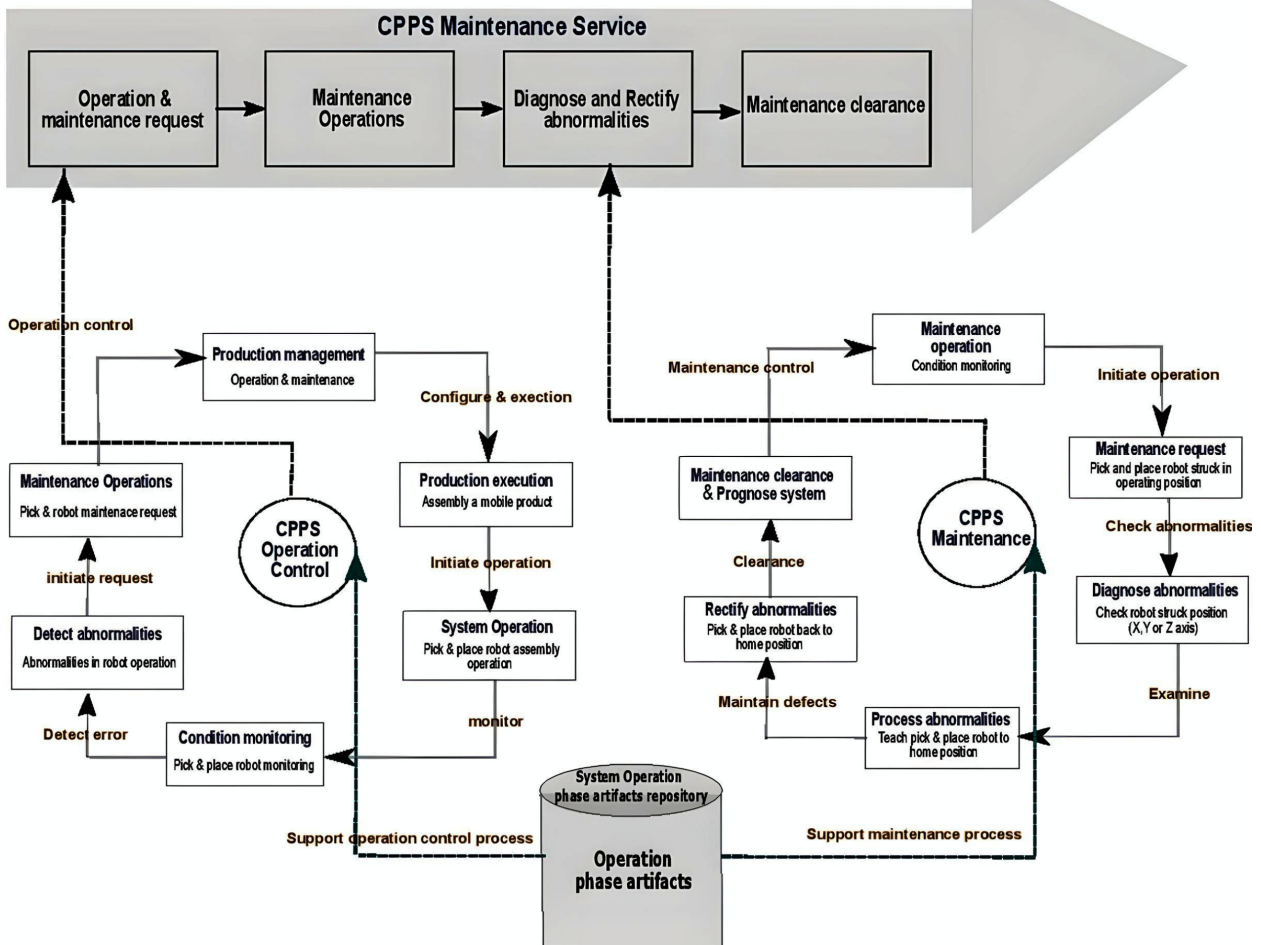 CPPS Maintenance Service
Operation &
maintenance request
Maintenance
Operations
Diagnose and Rectify
abnormalities
Maintenance clearance
Operation control
Production management
Operation & maintenance
Configure & exection
Maintenance Operations
Pick & robot maintenace request
Production execution
Assembly a mobile product
CPPS
Operation
Control
initiate request
Initiate operation
Detect abnormalities
Abnormalities in robot operation
System Operation
Pick & place robot assembly
operation
monitor
Detect error
Condition monitoring
Pick & place robot monitoring
Maintenance control
Maintenance
operation
Condition monitoring
Initiate operation
Maintenance clearance
& Prognose system
Maintenance request
Pick and place robot struck in
operating position
CPPS
Maintenance
Check abnormalities
Clearance
Rectify abnormalities
Pick & place robot back to
home position
Diagnose abnormalities
Check robot struck position
(X,Y or Z axis)
Maintain defects
Examine
Process abnormalities
Teach pick & place robot to
home position
System Operation
phase artifacts repository
Support operation control process
Support maintenance process
Operation
phase artifacts